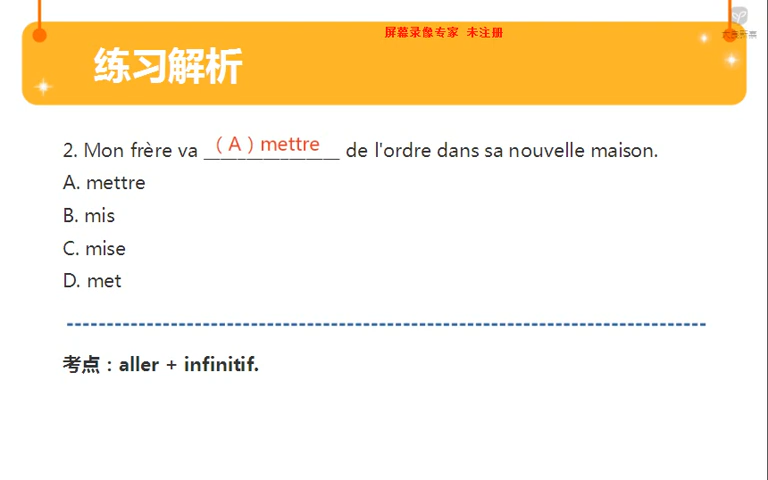 屏幕录像专家 未注册
练习解析
2. Mon frère va （A）mettre de l'ordre dans sa nouvelle maison.
A. mettre
B. mis
C. mise
D. met
考点：aller + infinitif.